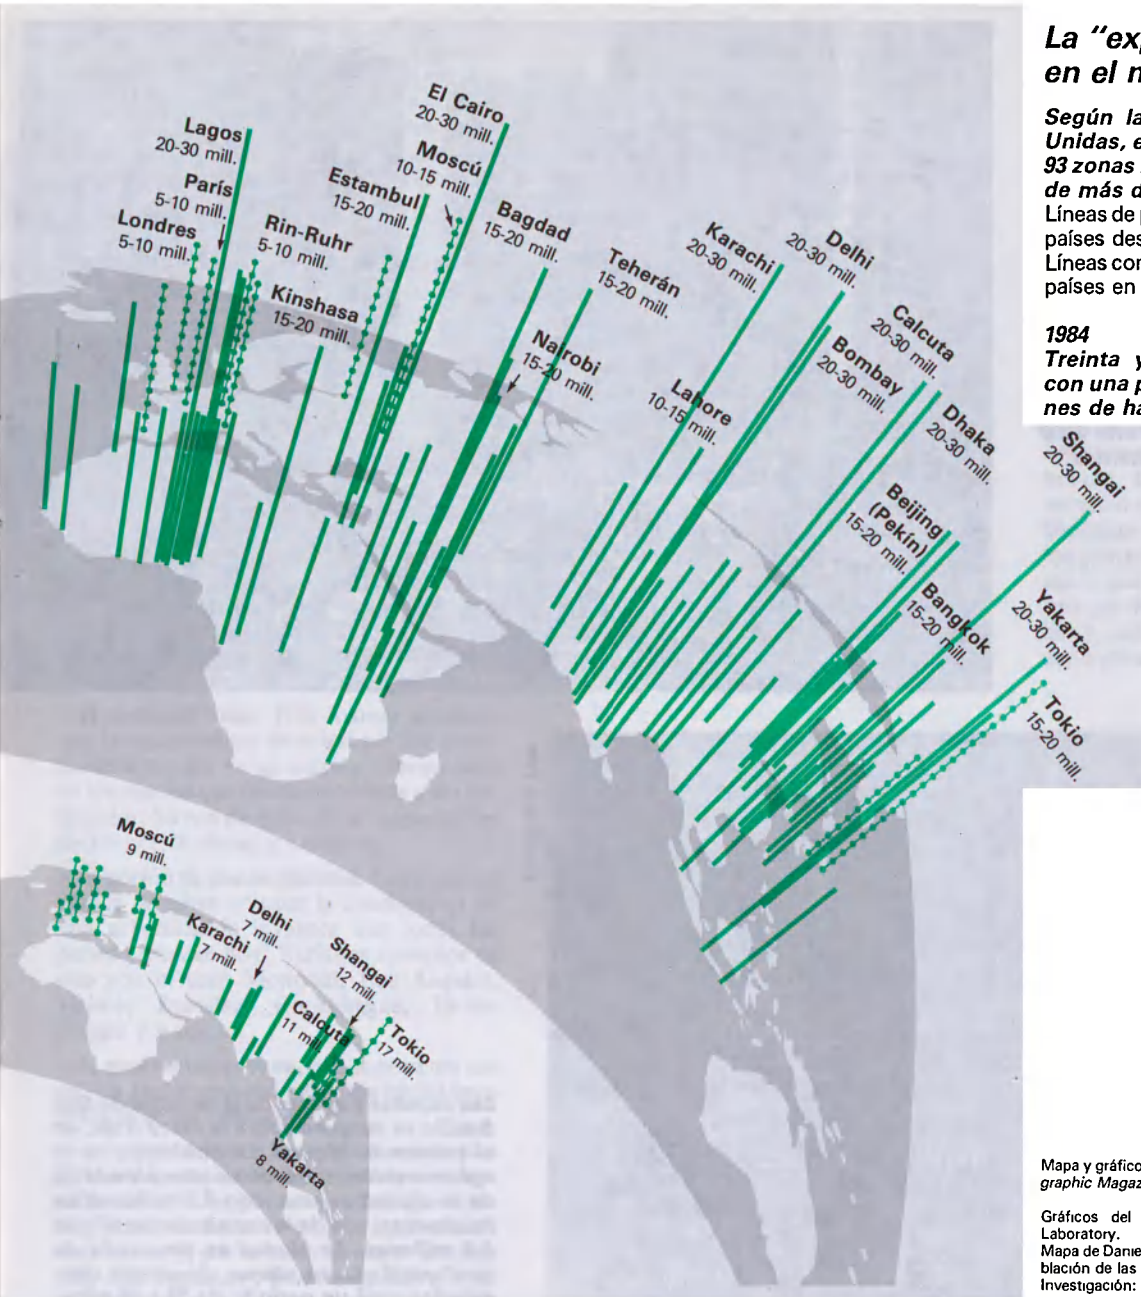 La "ex
en el
Según la
Unidas, e
93 zonas
de más d
Líneas de
países des
Líneas con
países en
1984
Treinta y
con una p
nes de ha
Lagos
20-30 mill.
París
5-10 mill.
Londres
5-10 mill.
Rin-Ruhr
5-10 mill.
Kinshasa
15-20 mill.
Estambul
15-20 mill.
El Cairo
20-30 mill.
Moscú
10-15 mill.
Bagdad
15-20 mill.
Teherán
15-20 mill.
Nairobi
15-20 mill.
Karachi
20-30 mill.
Lahore
10-15 mill.
Delhi
20-30 mill.
Calcuta
20-30 mill.
Bombay
20-30 mill.
Dhaka
20-30 mill.
Beijing
(Pekín)
15-20 mill.
Bangkok
15-20 mill.
Shangai
20-30 mill.
Yakarta
20-30 mill.
Tokio
15-20 mill.
Moscú
9 mill.
Karachi
7 mill.
Delhi
7 mill.
Shangai
12 mill.
Calcuta
11 mill.
Tokio
17 mill.
Yakarta
8 mill.
Mapa y gráfico
graphic Magaz
Gráficos del
Laboratory.
Mapa de Danie
blación de las
Investigación: